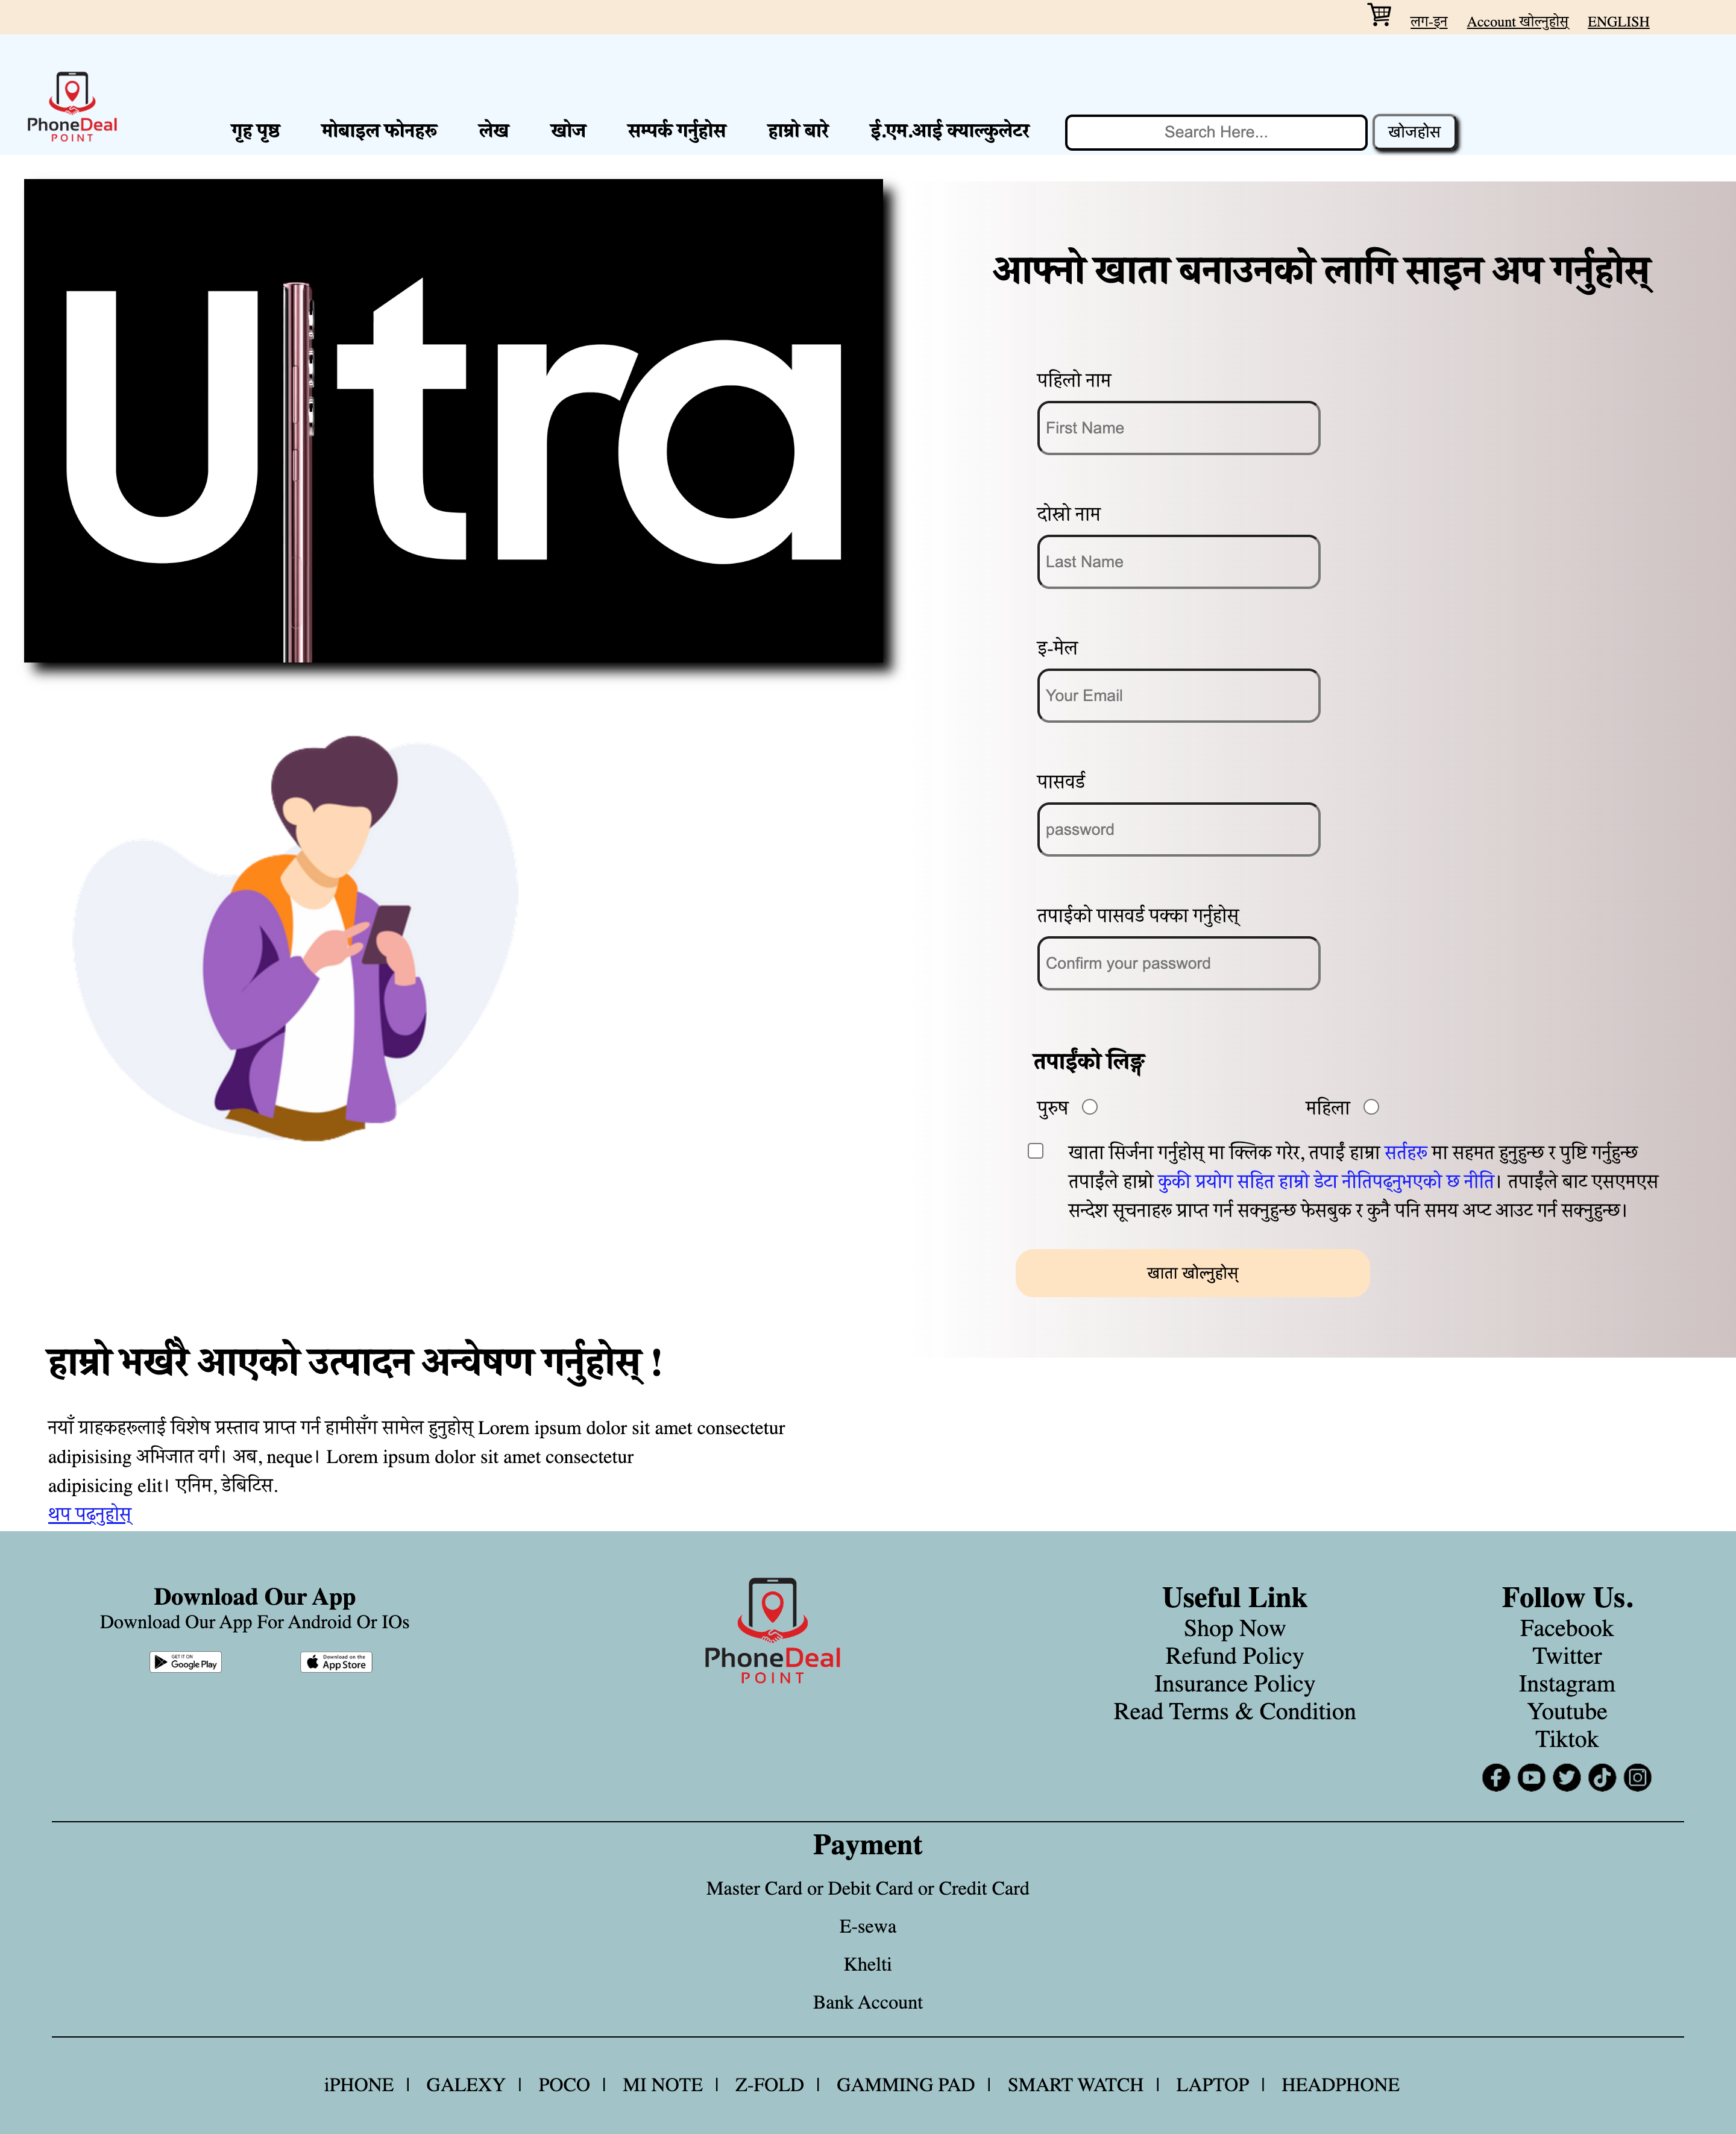 लग-इन Account खोल्नुहोस् ENGLISH
PhoneDeal
POINT
गृह पृष्ठ मोबाइल फोनहरू लेख खोज सम्पर्क गर्नुहोस हाम्रो बारे ई.एम.आई क्याल्कुलेटर Search Here... खोजहोस
Ultra
आफ्नो खाता बनाउनको लागि साइन अप गर्नुहोस्
पहिलो नाम
First Name
दोस्रो नाम
Last Name
इ-मेल
Your Email
पासवर्ड
password
तपाईको पासवर्ड पक्का गर्नुहोस्
Confirm your password
तपाईंको लिङ्ग
पुरुष महिला
खाता सिर्जना गर्नुहोस् मा क्लिक गरेर, तपाईं हाम्रा सर्तहरू मा सहमत हुनुहुन्छ र पुष्टि गर्नुहुन्छ
तपाईंले हाम्रो कुकी प्रयोग सहित हाम्रो डेटा नीतिपढ्नुभएको छ नीति। तपाईंले बाट एसएमएस
सन्देश सूचनाहरू प्राप्त गर्न सक्नुहुन्छ फेसबुक र कुनै पनि समय अप्ट आउट गर्न सक्नुहुन्छ।
खाता खोल्नुहोस्
हाम्रो भर्खरै आएको उत्पादन अन्वेषण गर्नुहोस् !
नयाँ ग्राहकहरूलाई विशेष प्रस्ताव प्राप्त गर्न हामीसँग सामेल हुनुहोस् Lorem ipsum dolor sit amet consectetur
adipisising अभिजात वर्ग। अब, neque। Lorem ipsum dolor sit amet consectetur
adipisicing elit। एनिम, डेबिटिस.
थप पढ्नुहोस्
Download Our App
Download Our App For Android Or IOs
GET IT ON
Google Play
Download on the
App Store
PhoneDeal
POINT
Useful Link
Shop Now
Refund Policy
Insurance Policy
Read Terms & Condition
Follow Us.
Facebook
Twitter
Instagram
Youtube
Tiktok
Payment
Master Card or Debit Card or Credit Card
E-sewa
Khelti
Bank Account
iPHONE | GALEXY | POCO | MI NOTE | Z-FOLD | GAMMING PAD | SMART WATCH | LAPTOP | HEADPHONE